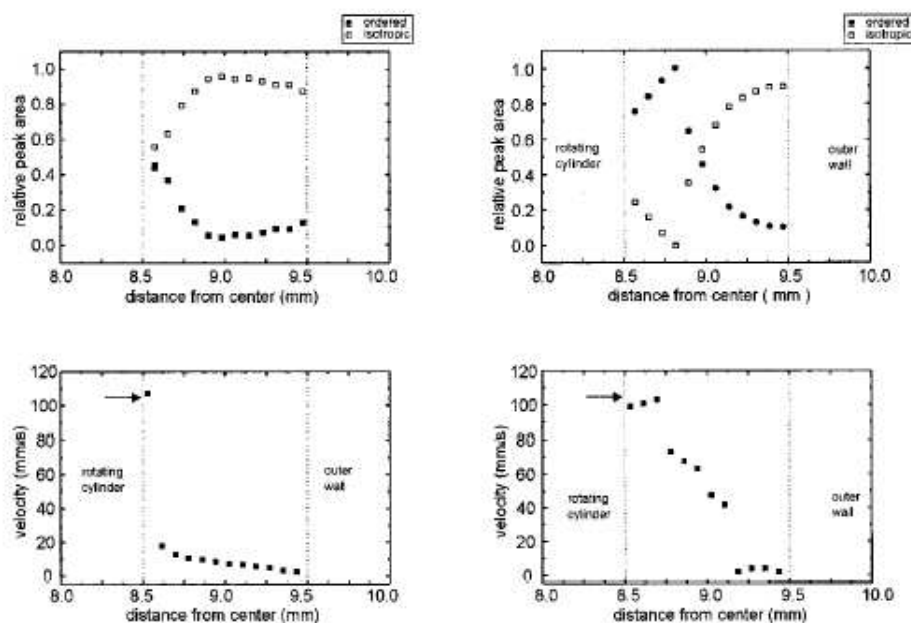 ordered
isotropic
relative peak area
1.0
0.8
0.6
0.4
0.2
0.0
8.0 8.5 9.0 9.5 10.0
distance from center (mm)
ordered
isotropic
relative peak area
1.0
0.8
0.6
0.4
0.2
0.0
rotating
cylinder
outer
wall
8.0 8.5 9.0 9.5 10.0
distance from center ( mm )
velocity
120
100
80
60
40
20
0
rotating
cylinder
outer
wall
8.0 8.5 9.0 9.5 10.0
distance from center (mm)
velocity
120
100
80
60
40
20
0
rotating
cylinder
outer
wall
8.0 8.5 9.0 9.5 10.0
distance from center (mm)